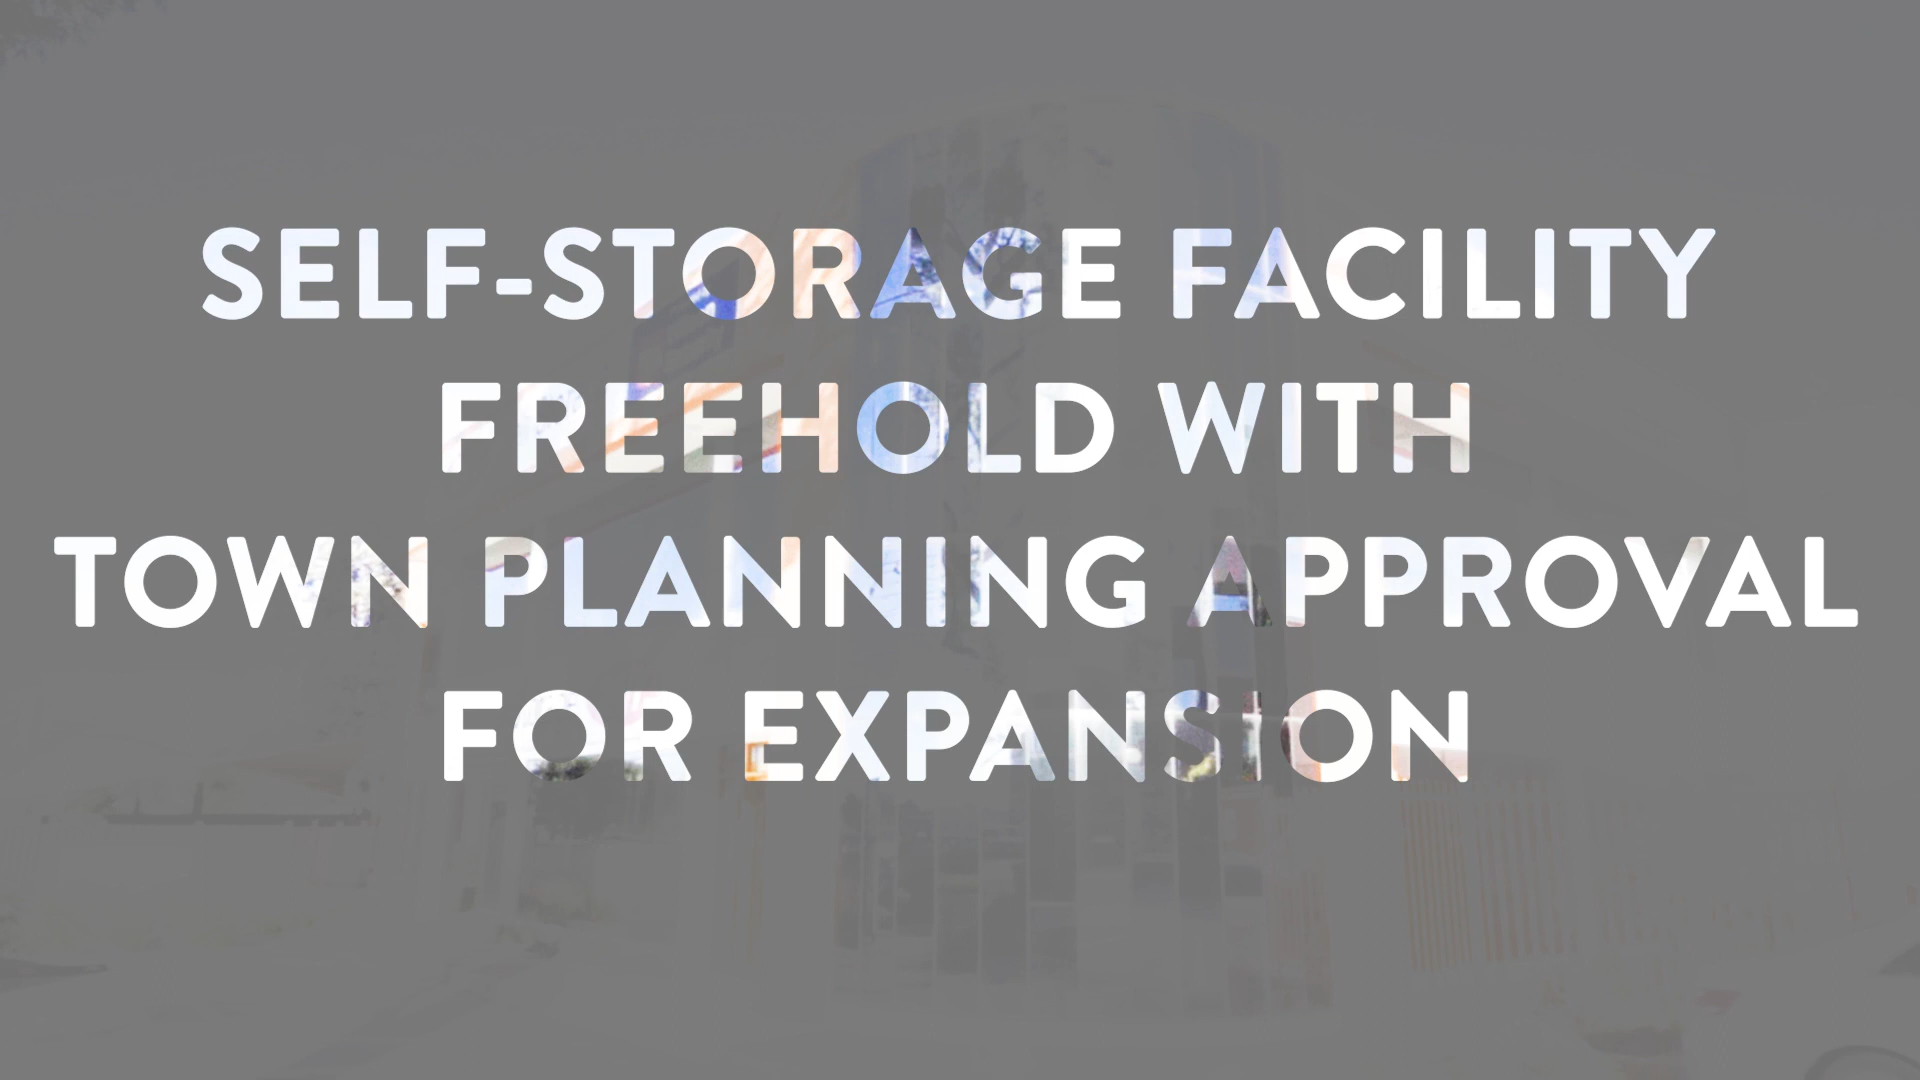 SELF-STORAGE FACILITY
FREEHOLD WITH
TOWN PLANNING APPROVAL
FOR EXPANSION